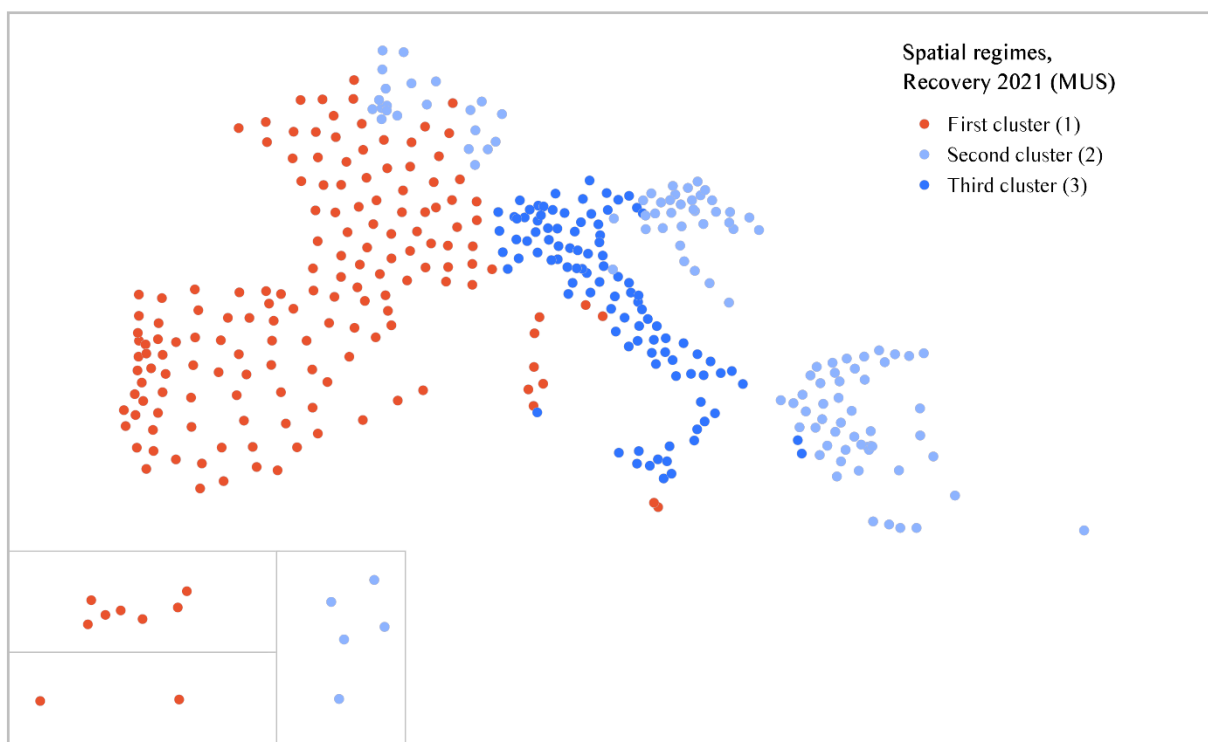 Spatial regimes,
Recovery 2021 (MUS)
First cluster (1)
Second cluster (2)
Third cluster (3)